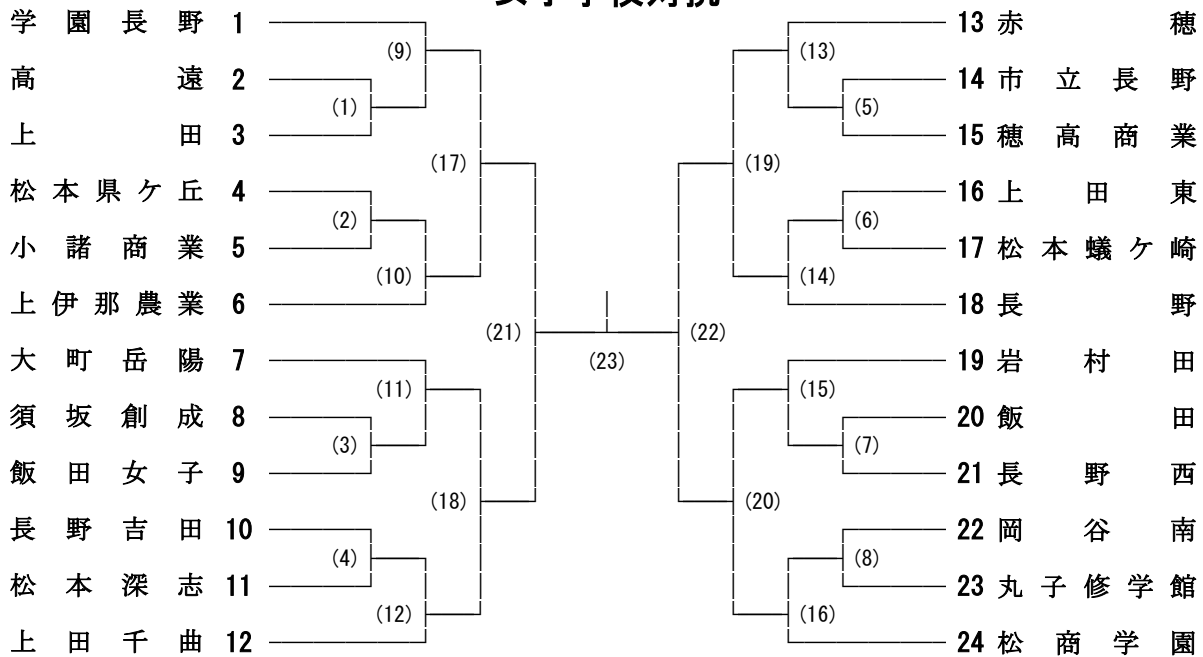 女子学校対抗
学園長野 1
高遠 2
上田 3
松本県ケ丘 4
小諸商業 5
上伊那農業 6
大町岳陽 7
須坂創成 8
飯田女子 9
長野吉田 10
松本深志 11
上田千曲 12
(1)
(2)
(3)
(4)
(9)
(10)
(11)
(12)
(17)
(18)
(21)
(23)
(22)
(19)
(20)
(13)
(14)
(15)
(16)
(5)
(6)
(7)
(8)
13 赤穂
14 市立長野
15 穂高商業
16 上田東
17 松本蟻ケ崎
18 長野
19 岩村田
20 飯田
21 長野西
22 岡谷南
23 丸子修学館
24 松商学園